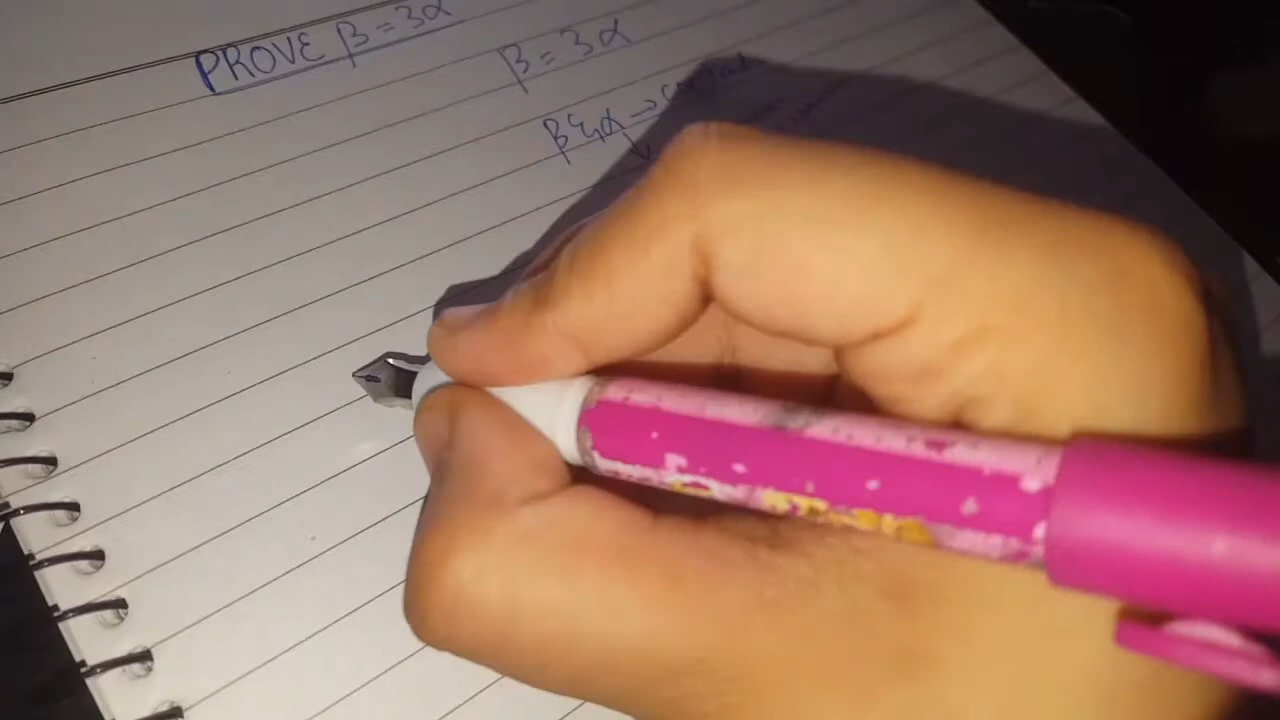 PROVE β = 3α
β = 3α
β & α →